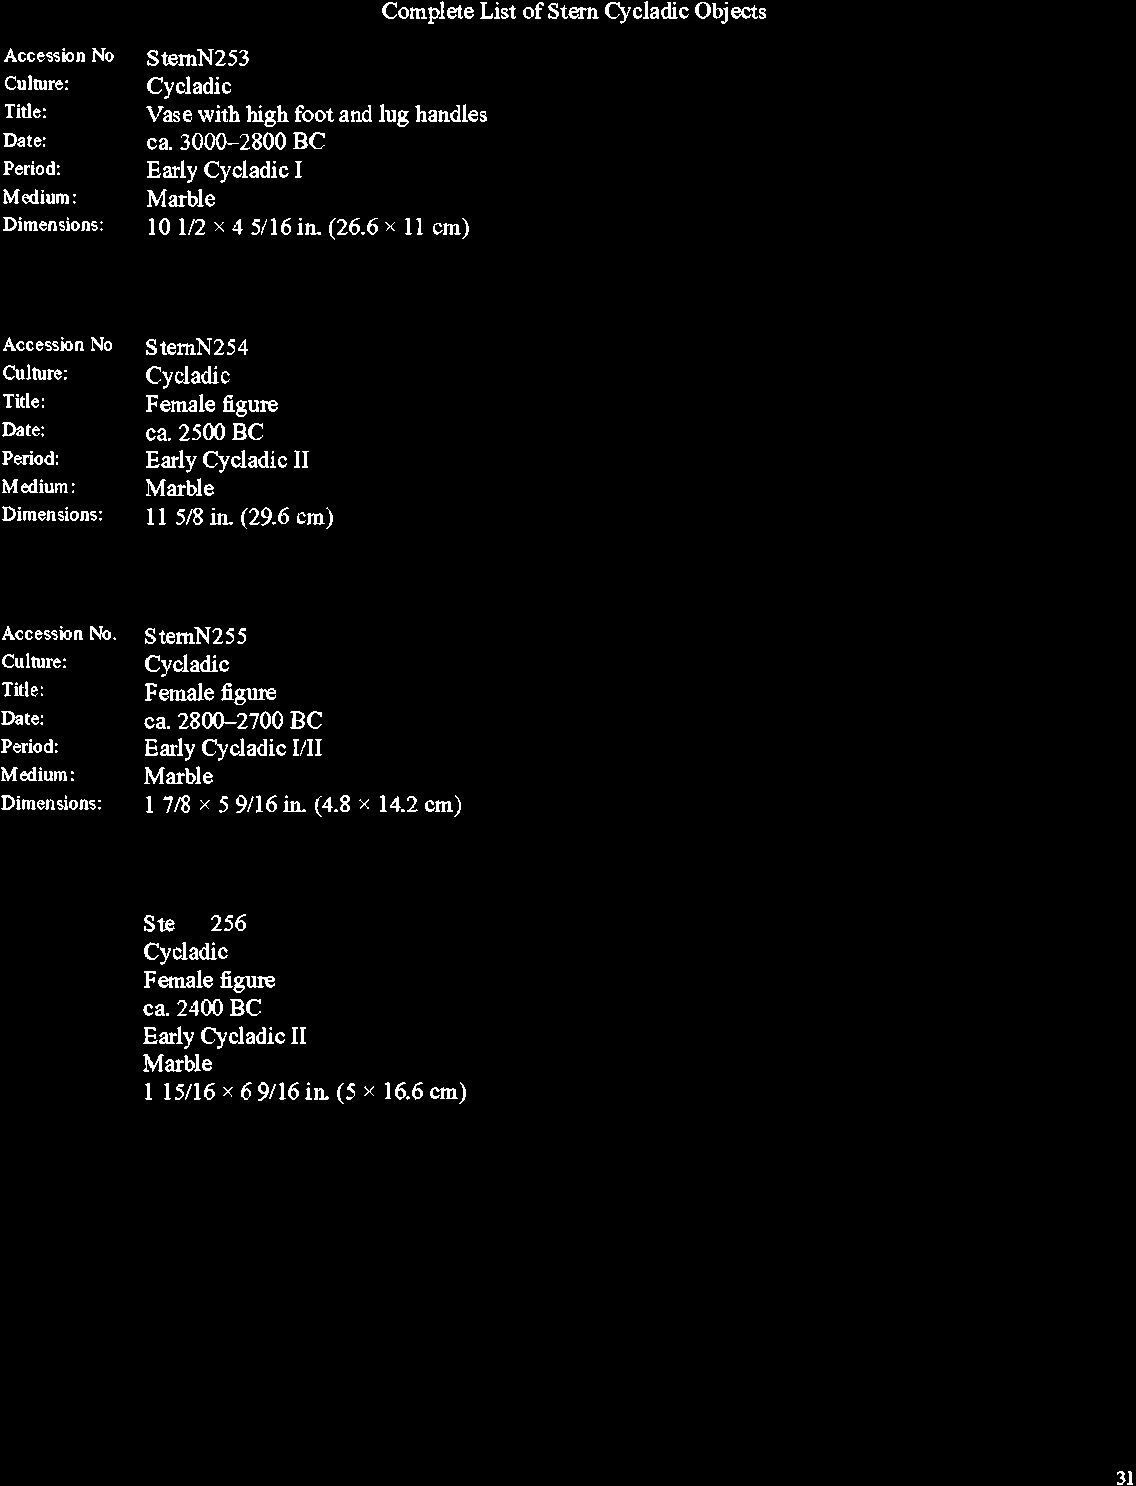 Complete List of Stern Cycladic Objects
Accession No SternN253
Culture: Cycladic
Title: Vase with high foot and lug handles
Date: ca. 3000–2800 BC
Period: Early Cycladic I
Medium: Marble
Dimensions: 10 1/2 × 4 5/16 in. (26.6 × 11 cm)
Accession No SternN254
Culture: Cycladic
Title: Female figure
Date: ca. 2500 BC
Period: Early Cycladic II
Medium: Marble
Dimensions: 11 5/8 in. (29.6 cm)
Accession No. SternN255
Culture: Cycladic
Title: Female figure
Date: ca. 2800–2700 BC
Period: Early Cycladic I/II
Medium: Marble
Dimensions: 1 7/8 × 5 9/16 in. (4.8 × 14.2 cm)
Ste 256
Cycladic
Female figure
ca. 2400 BC
Early Cycladic II
Marble
1 15/16 × 6 9/16 in. (5 × 16.6 cm)
31